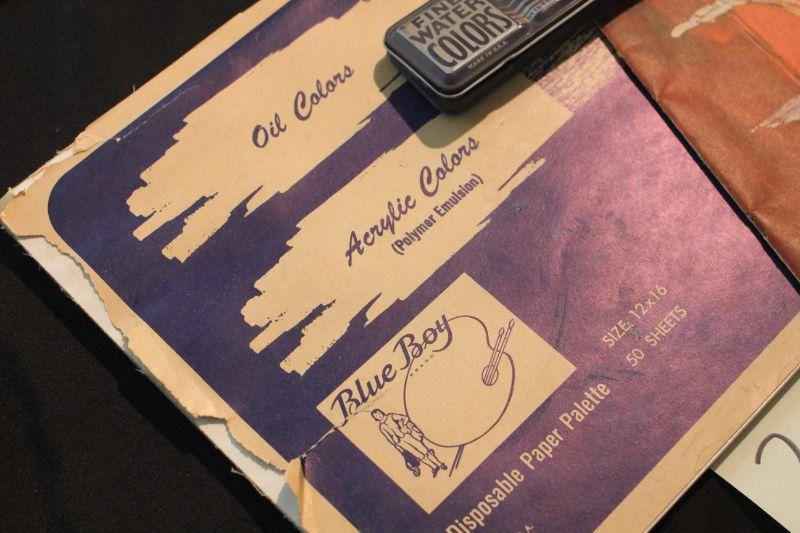 FINE
WATER
COLORS
MADE IN U.S.A.
Oil Colors
Acrylic Colors
(Polymer Emulsion)
Blue Boy
BRAND
SIZE: 12x16
50 SHEETS
Disposable Paper Palette